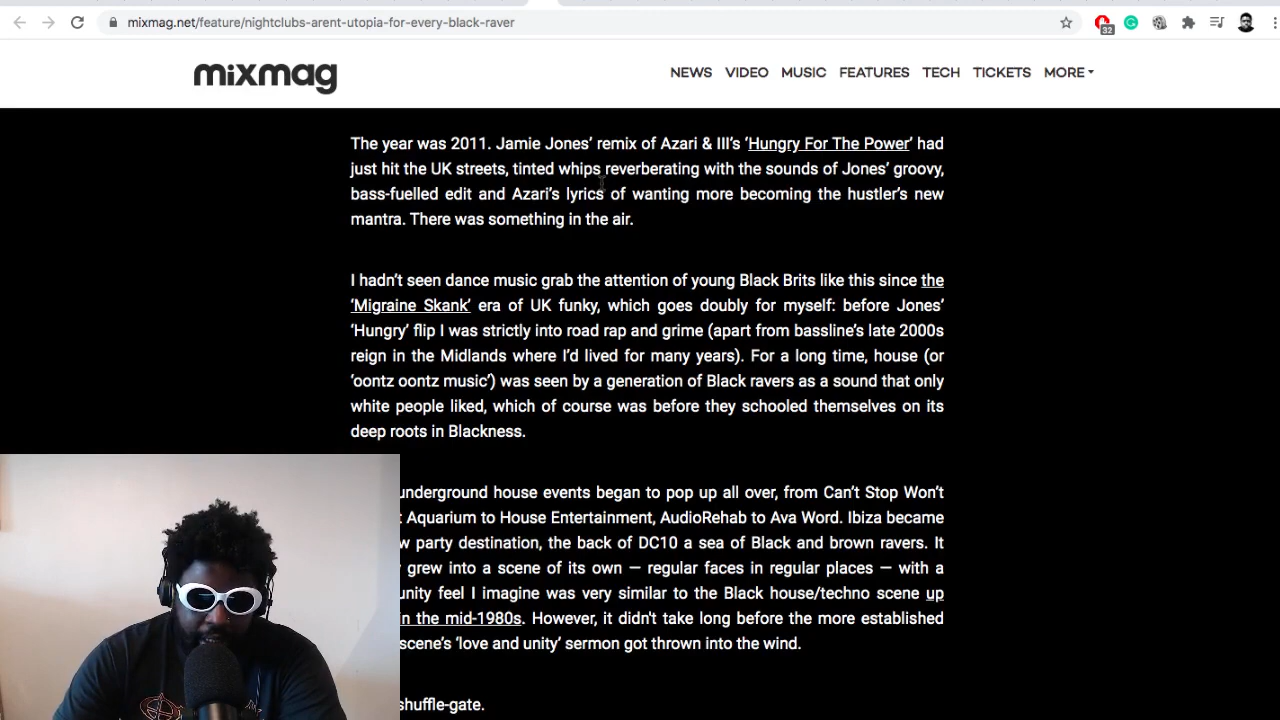 mixmag.net/feature/nightclubs-arent-utopia-for-every-black-raver
32
mixmag
NEWS VIDEO MUSIC FEATURES TECH TICKETS MORE
The year was 2011. Jamie Jones’ remix of Azari & III’s ‘Hungry For The Power’ had
just hit the UK streets, tinted whips reverberating with the sounds of Jones’ groovy,
bass-fuelled edit and Azari’s lyrics of wanting more becoming the hustler’s new
mantra. There was something in the air.
I hadn’t seen dance music grab the attention of young Black Brits like this since the
‘Migraine Skank’ era of UK funky, which goes doubly for myself: before Jones’
‘Hungry’ flip I was strictly into road rap and grime (apart from bassline’s late 2000s
reign in the Midlands where I’d lived for many years). For a long time, house (or
‘oontz oontz music’) was seen by a generation of Black ravers as a sound that only
white people liked, which of course was before they schooled themselves on its
deep roots in Blackness.
underground house events began to pop up all over, from Can’t Stop Won’t
Aquarium to House Entertainment, AudioRehab to Ava Word. Ibiza became
party destination, the back of DC10 a sea of Black and brown ravers. It
grew into a scene of its own — regular faces in regular places — with a
feel I imagine was very similar to the Black house/techno scene up
in the mid-1980s. However, it didn't take long before the more established
scene’s ‘love and unity’ sermon got thrown into the wind.
shuffle-gate.